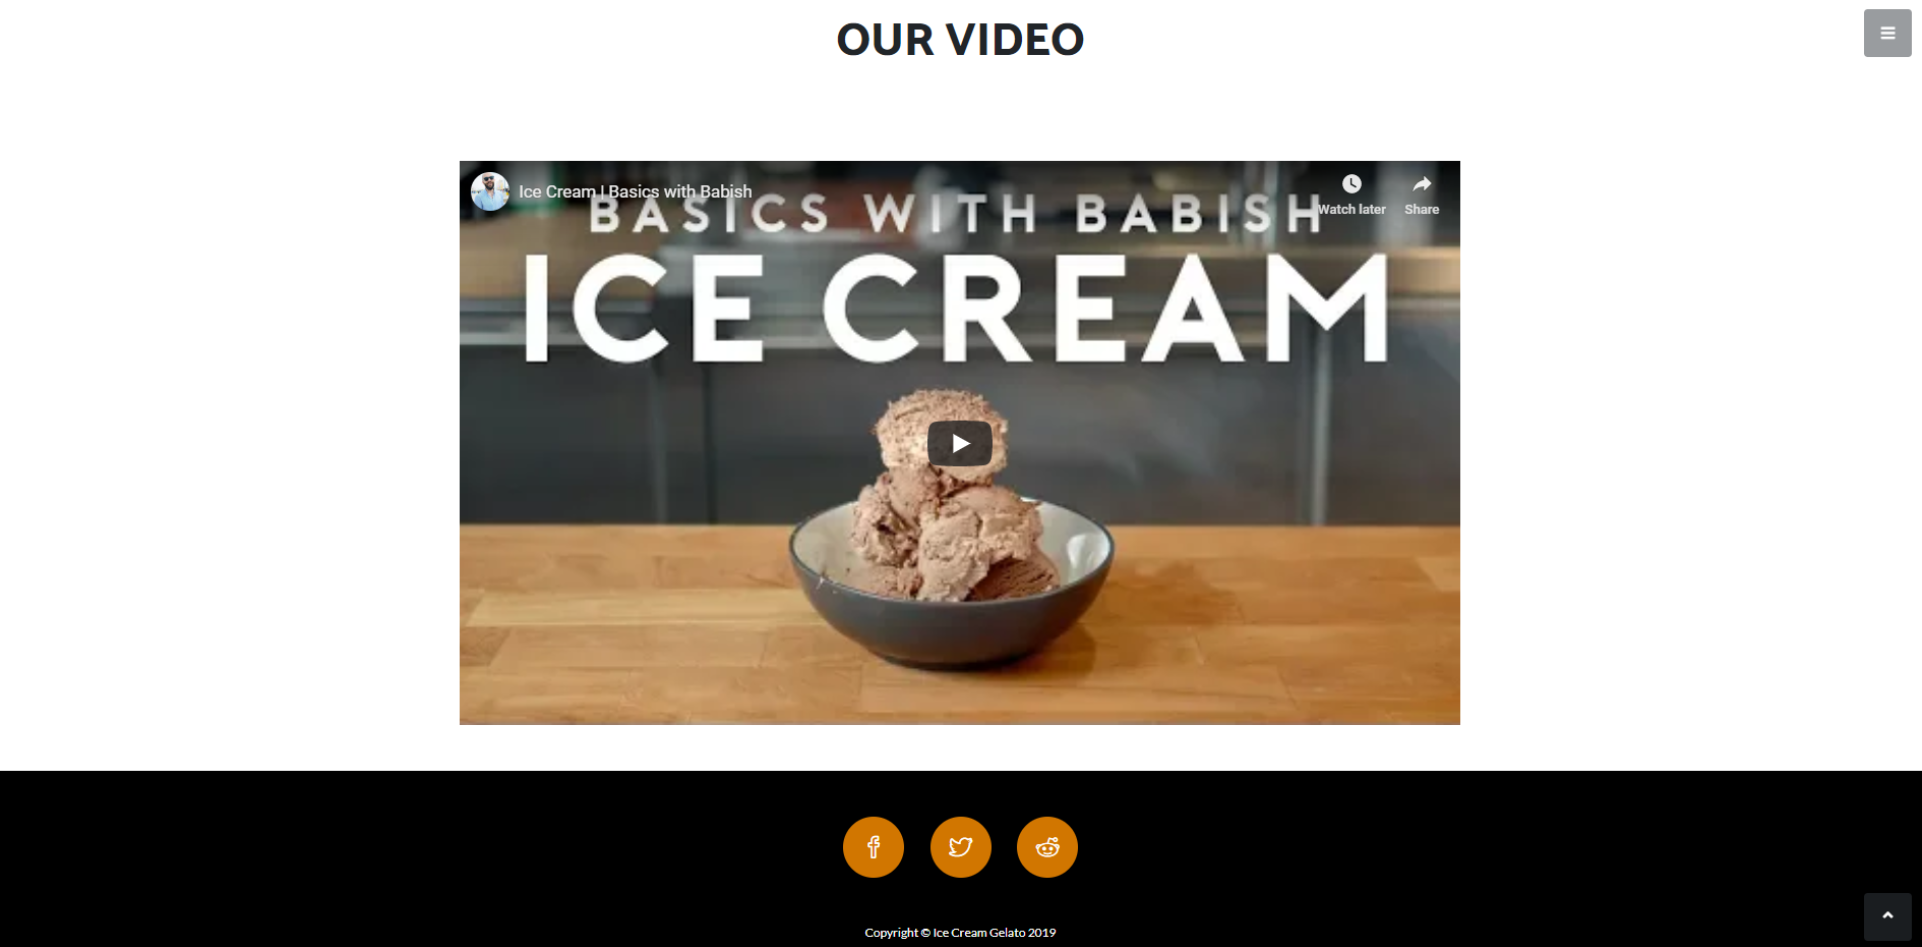 OUR VIDEO
Ice Cream | Basics with Babish
Watch later
Share
BASICS WITH BABISH
ICE CREAM
Copyright © Ice Cream Gelato 2019